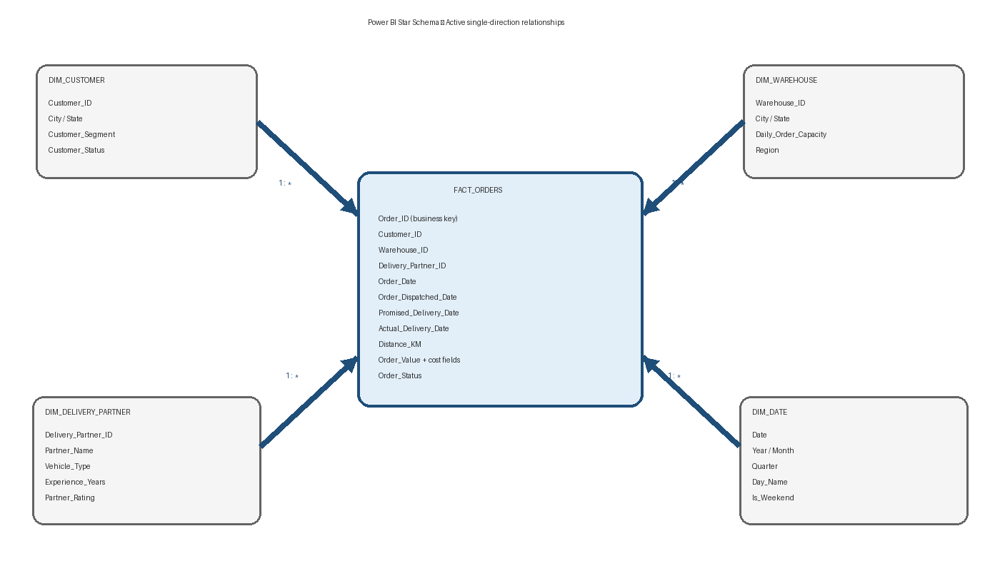 Power BI Star Schema ▯ Active single-direction relationships
DIM_CUSTOMER
Customer_ID
City / State
Customer_Segment
Customer_Status
DIM_WAREHOUSE
Warehouse_ID
City / State
Daily_Order_Capacity
Region
1 : *
1 : *
FACT_ORDERS
Order_ID (business key)
Customer_ID
Warehouse_ID
Delivery_Partner_ID
Order_Date
Order_Dispatched_Date
Promised_Delivery_Date
Actual_Delivery_Date
Distance_KM
Order_Value + cost fields
Order_Status
1 : *
1 : *
DIM_DELIVERY_PARTNER
Delivery_Partner_ID
Partner_Name
Vehicle_Type
Experience_Years
Partner_Rating
DIM_DATE
Date
Year / Month
Quarter
Day_Name
Is_Weekend